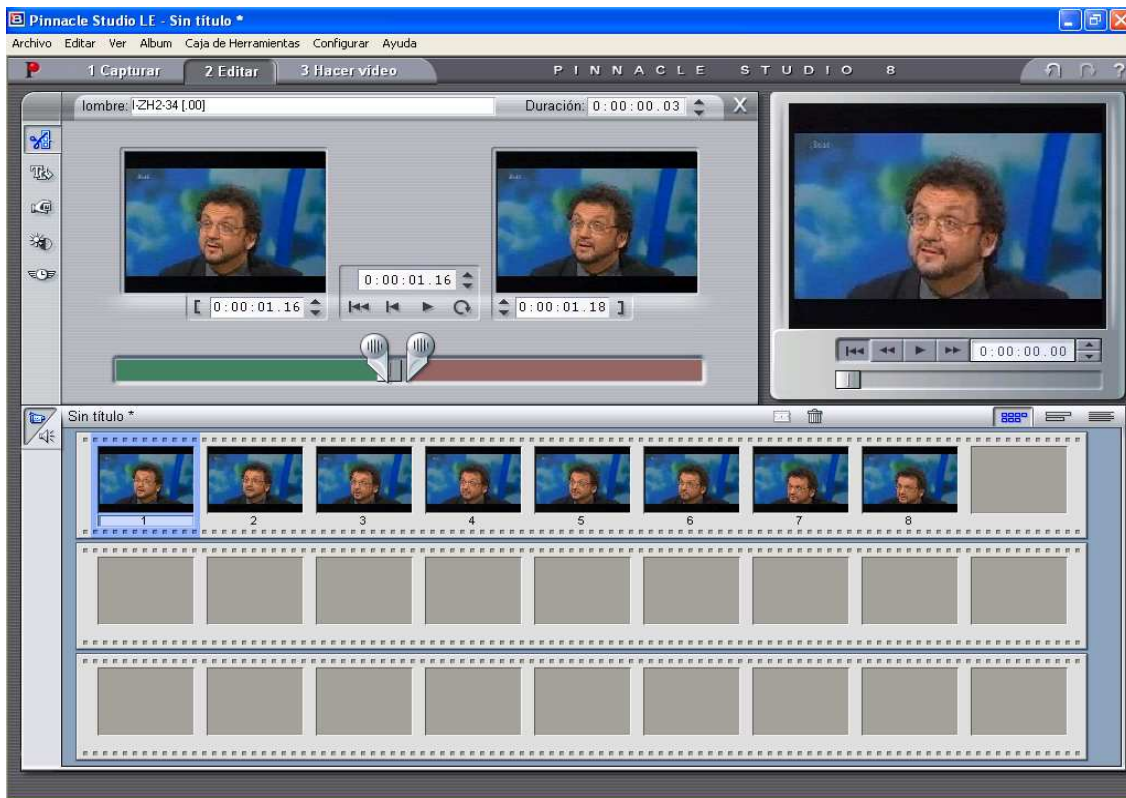 Pinnacle Studio LE - Sin título *
Archivo Editar Ver Album Caja de Herramientas Configurar Ayuda
1 Capturar 2 Editar 3 Hacer vídeo PINNACLE STUDIO 8
lombre: I-ZH2-34 [.00] Duración: 0:00:00.03 X
0:00:01.16
[ 0:00:01.16 0:00:01.18 ]
0:00:00.00
Sin título *
1 2 3 4 5 6 7 8